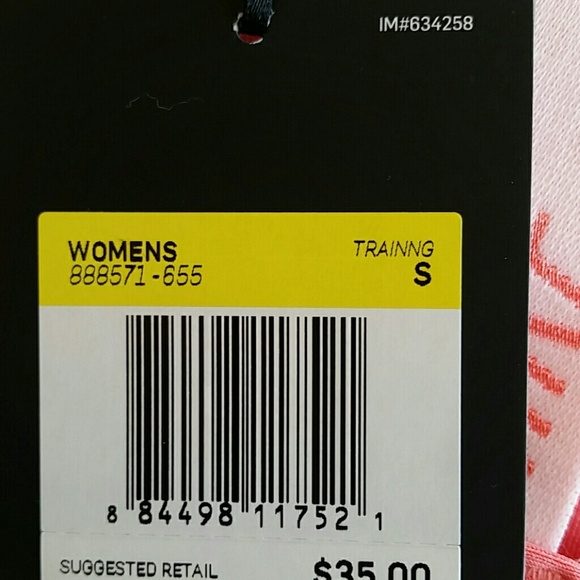 IM#634258
WOMENS TRAINNG
888571-655 S
8 84498 11752 1
SUGGESTED RETAIL $35.00